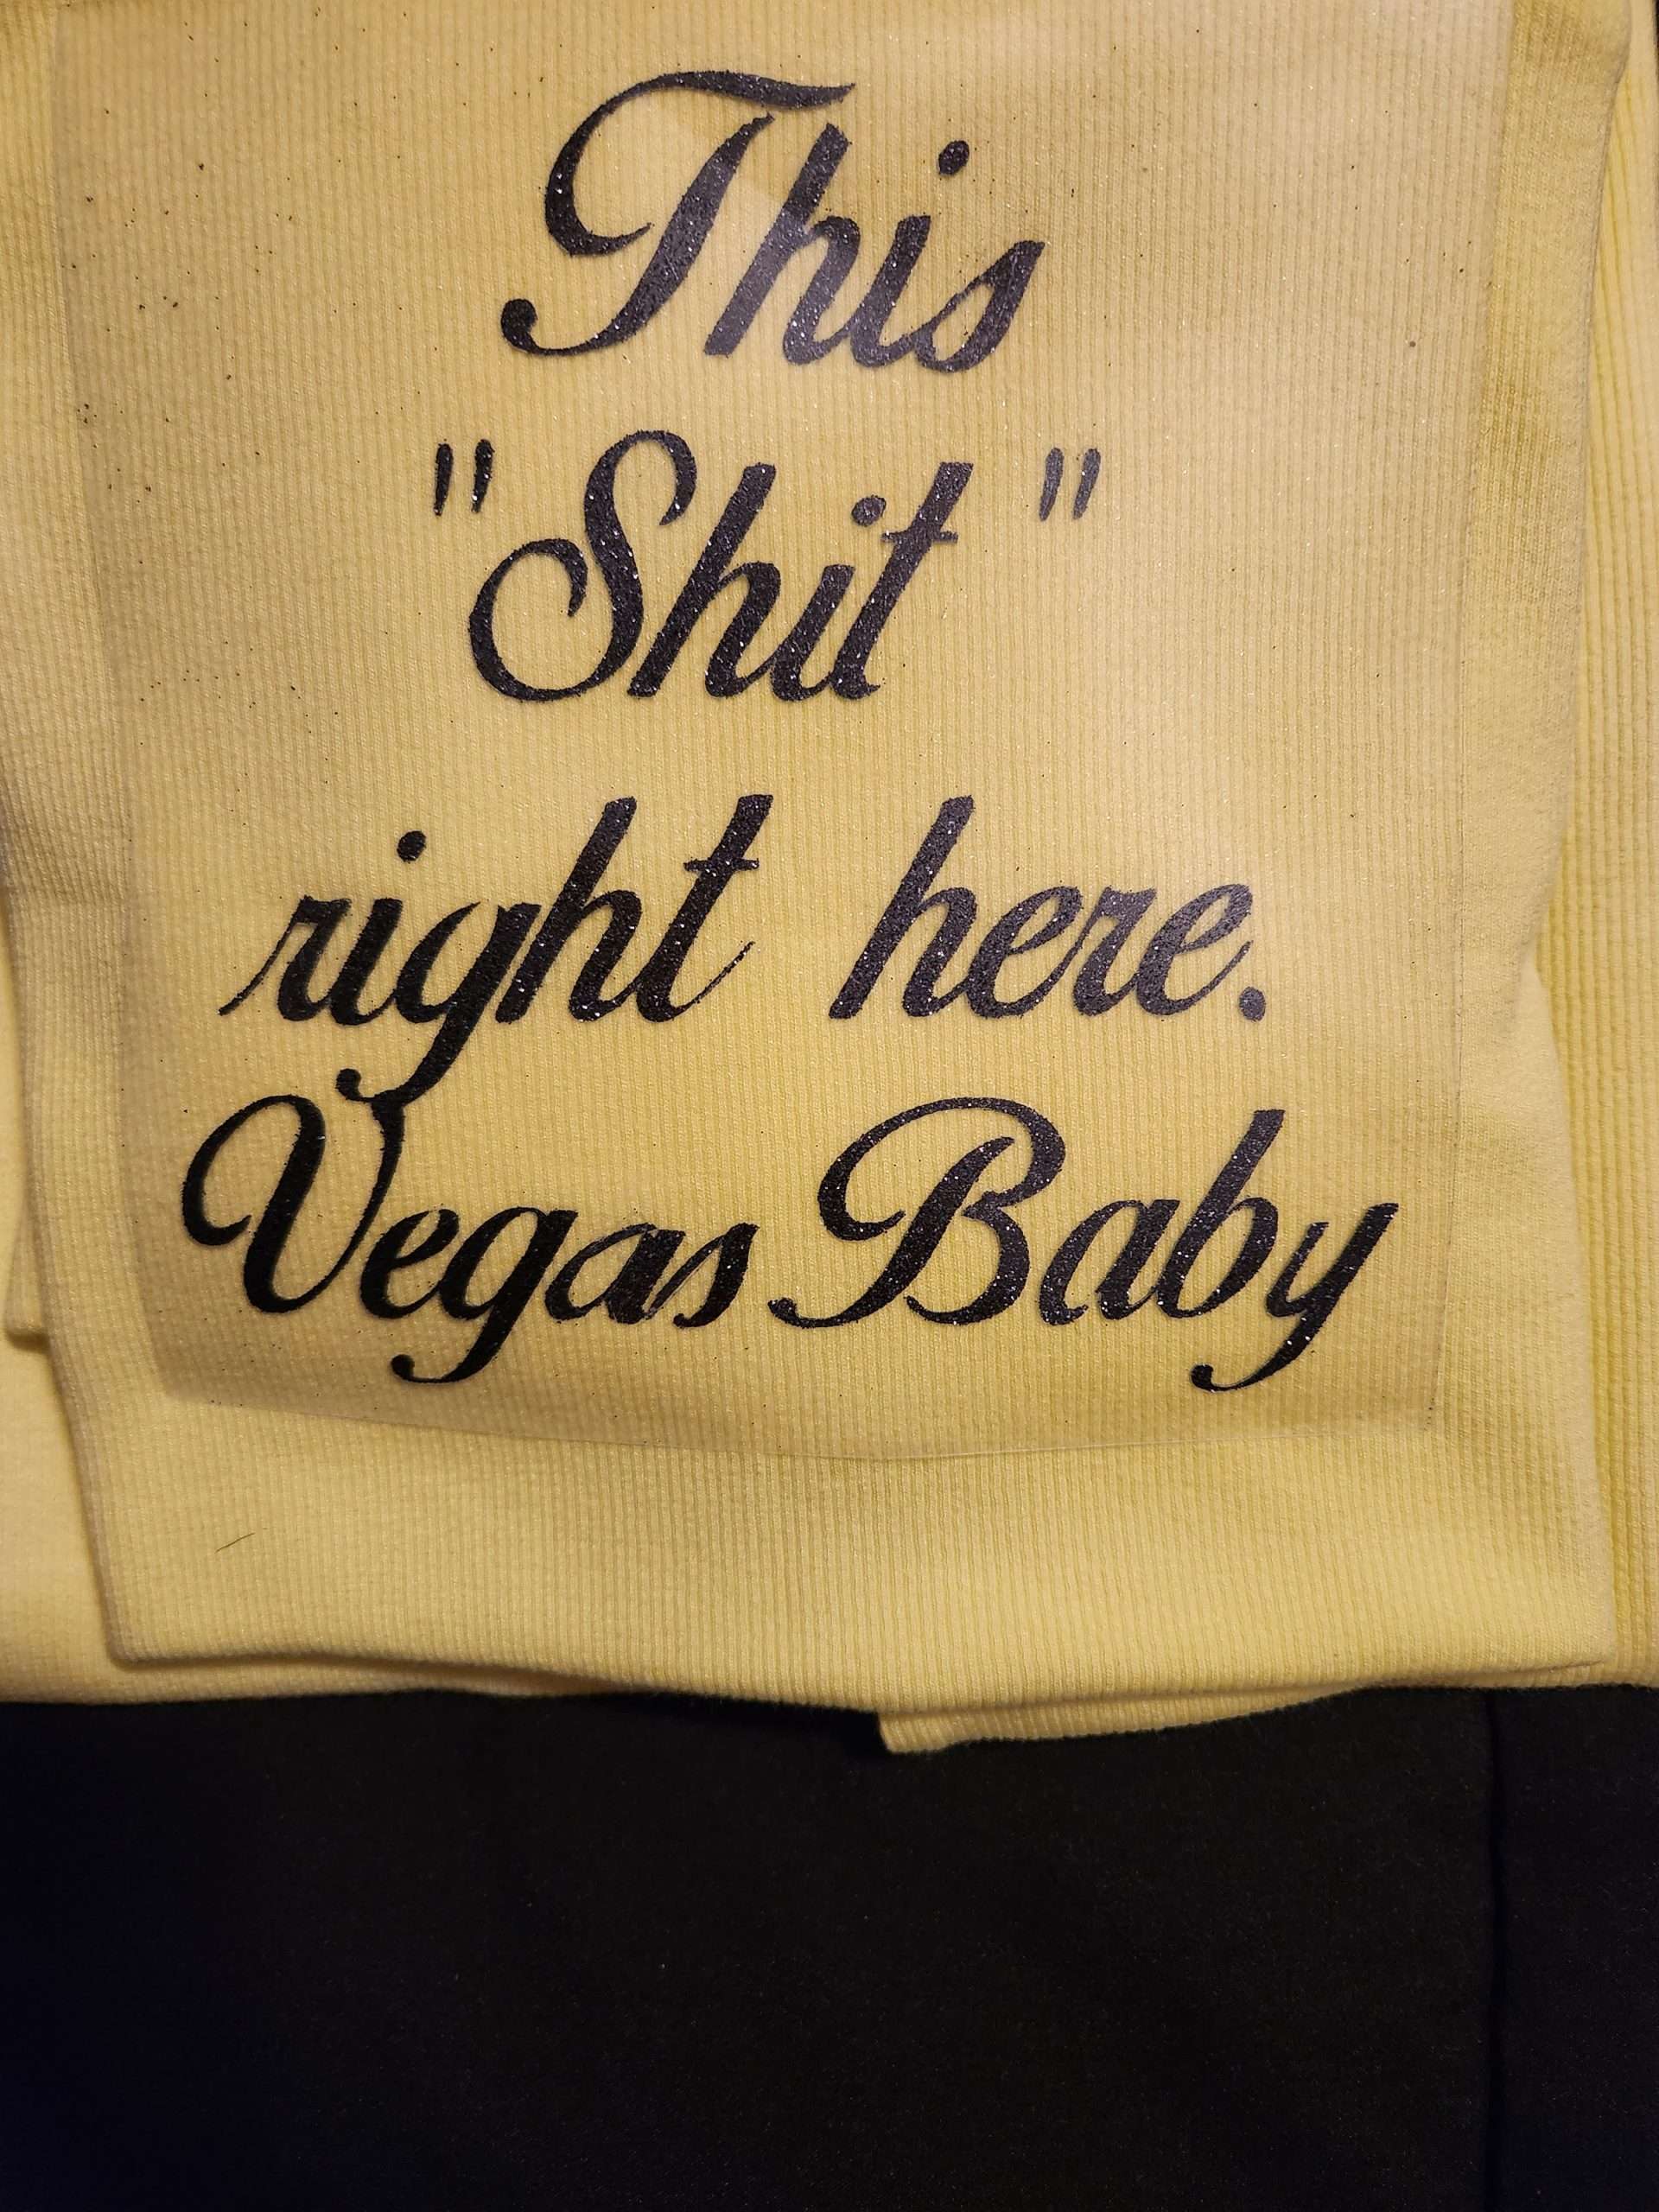 This
"Shit"
right here.
Vegas Baby